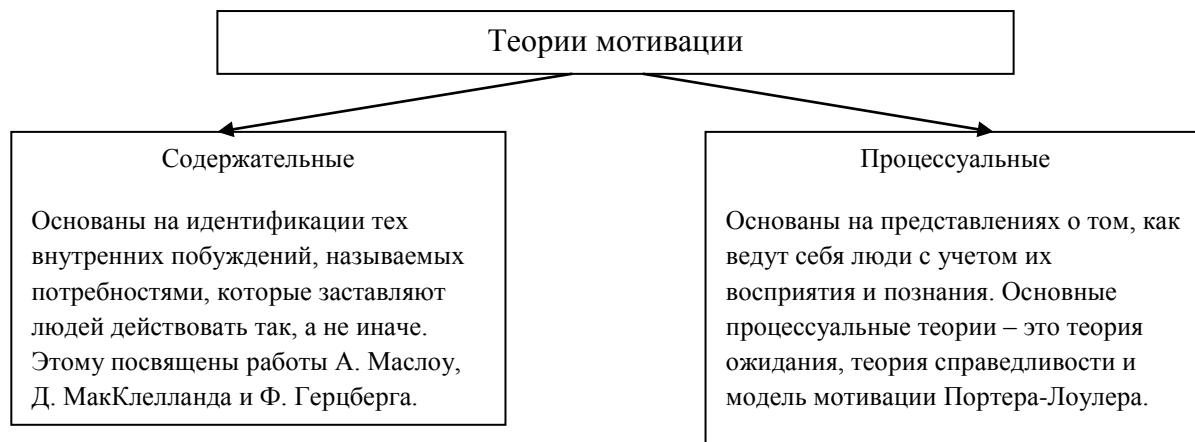 Теории мотивации
Содержательные
Основаны на идентификации тех
внутренних побуждений, называемых
потребностями, которые заставляют
людей действовать так, а не иначе.
Этому посвящены работы А. Маслоу,
Д. МакКлелланда и Ф. Герцберга.
Процессуальные
Основаны на представлениях о том, как
ведут себя люди с учетом их
восприятия и познания. Основные
процессуальные теории – это теория
ожидания, теория справедливости и
модель мотивации Портера-Лоулера.